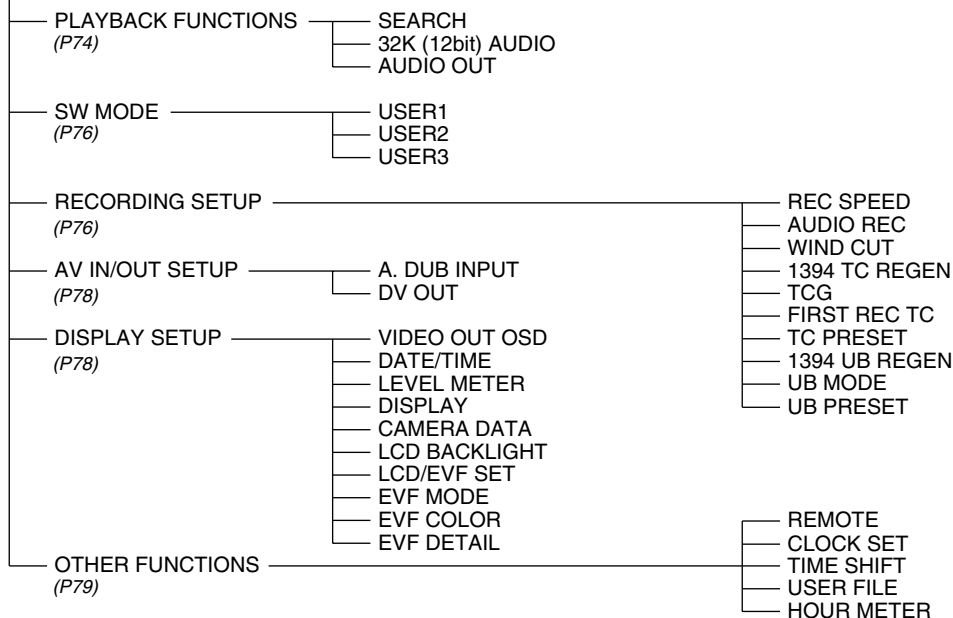 PLAYBACK FUNCTIONS
(P74)
SEARCH
32K (12bit) AUDIO
AUDIO OUT
SW MODE
(P76)
USER1
USER2
USER3
RECORDING SETUP
(P76)
REC SPEED
AUDIO REC
WIND CUT
1394 TC REGEN
TCG
FIRST REC TC
TC PRESET
1394 UB REGEN
UB MODE
UB PRESET
AV IN/OUT SETUP
(P78)
A. DUB INPUT
DV OUT
DISPLAY SETUP
(P78)
VIDEO OUT OSD
DATE/TIME
LEVEL METER
DISPLAY
CAMERA DATA
LCD BACKLIGHT
LCD/EVF SET
EVF MODE
EVF COLOR
EVF DETAIL
OTHER FUNCTIONS
(P79)
REMOTE
CLOCK SET
TIME SHIFT
USER FILE
HOUR METER